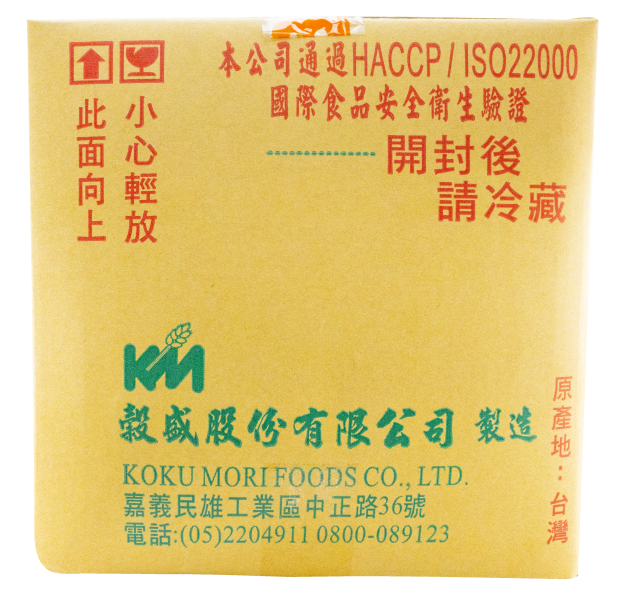 此面向上
小心輕放
本公司通過HACCP/ISO22000
國際食品安全衛生驗證
開封後
請冷藏
KM
穀盛股份有限公司 製造
KOKU MORI FOODS CO., LTD.
嘉義民雄工業區中正路36號
電話:(05)2204911 0800-089123
原產地：台灣